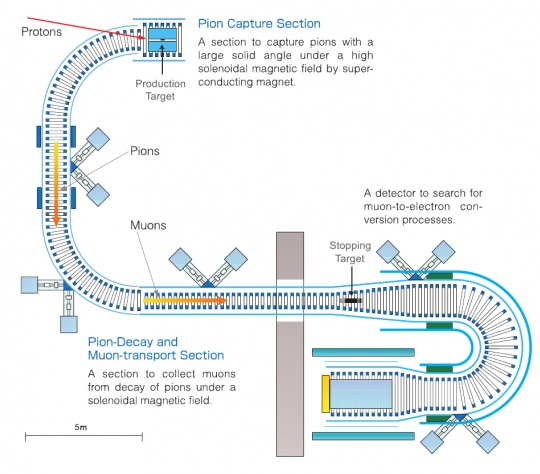 Pion Capture Section
Protons
A section to capture pions with a
large solid angle under a high
solenoidal magnetic field by super-
conducting magnet.
Production
Target
Pions
A detector to search for
muon-to-electron con-
version processes.
Muons
Stopping
Target
Pion-Decay and
Muon-transport Section
A section to collect muons
from decay of pions under a
solenoidal magnetic field.
5m